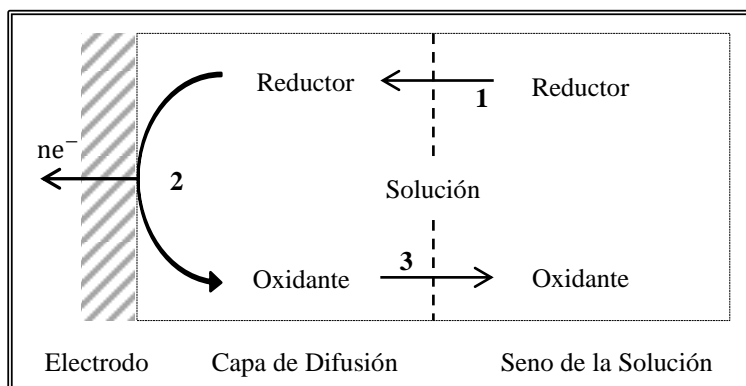 Reductor
1
Reductor
ne⁻
2
Solución
Oxidante
3
Oxidante
Electrodo
Capa de Difusión
Seno de la Solución